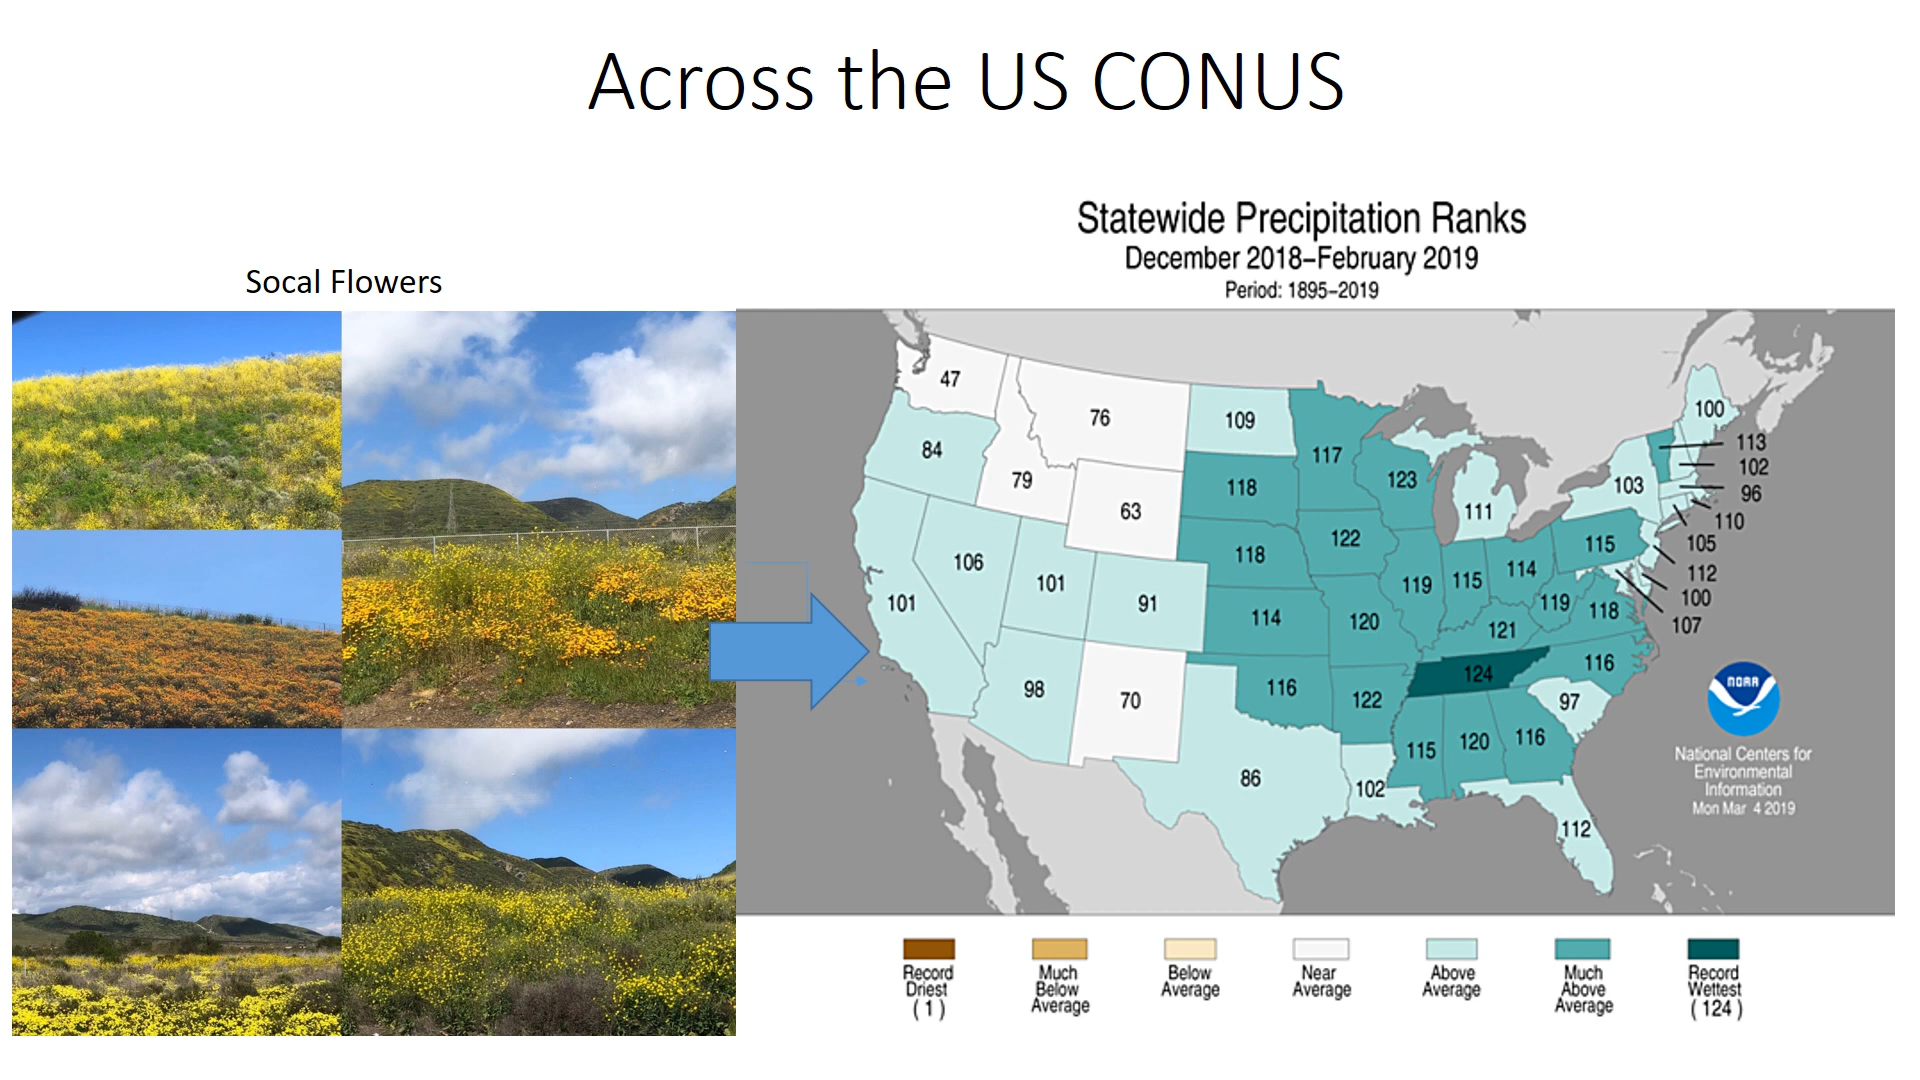 Across the US CONUS
Socal Flowers
Statewide Precipitation Ranks
December 2018–February 2019
Period: 1895–2019
47
76
109
117
123
100
84
79
63
118
111
103
113
102
96
110
105
112
100
107
106
101
91
101
118
122
119
115
114
115
119
118
114
120
121
98
70
116
122
124
116
97
86
102
115
120
116
112
NOAA
National Centers for
Environmental
Information
Mon Mar 4 2019
Record
Driest
( 1 )
Much
Below
Average
Below
Average
Near
Average
Above
Average
Much
Above
Average
Record
Wettest
( 124 )